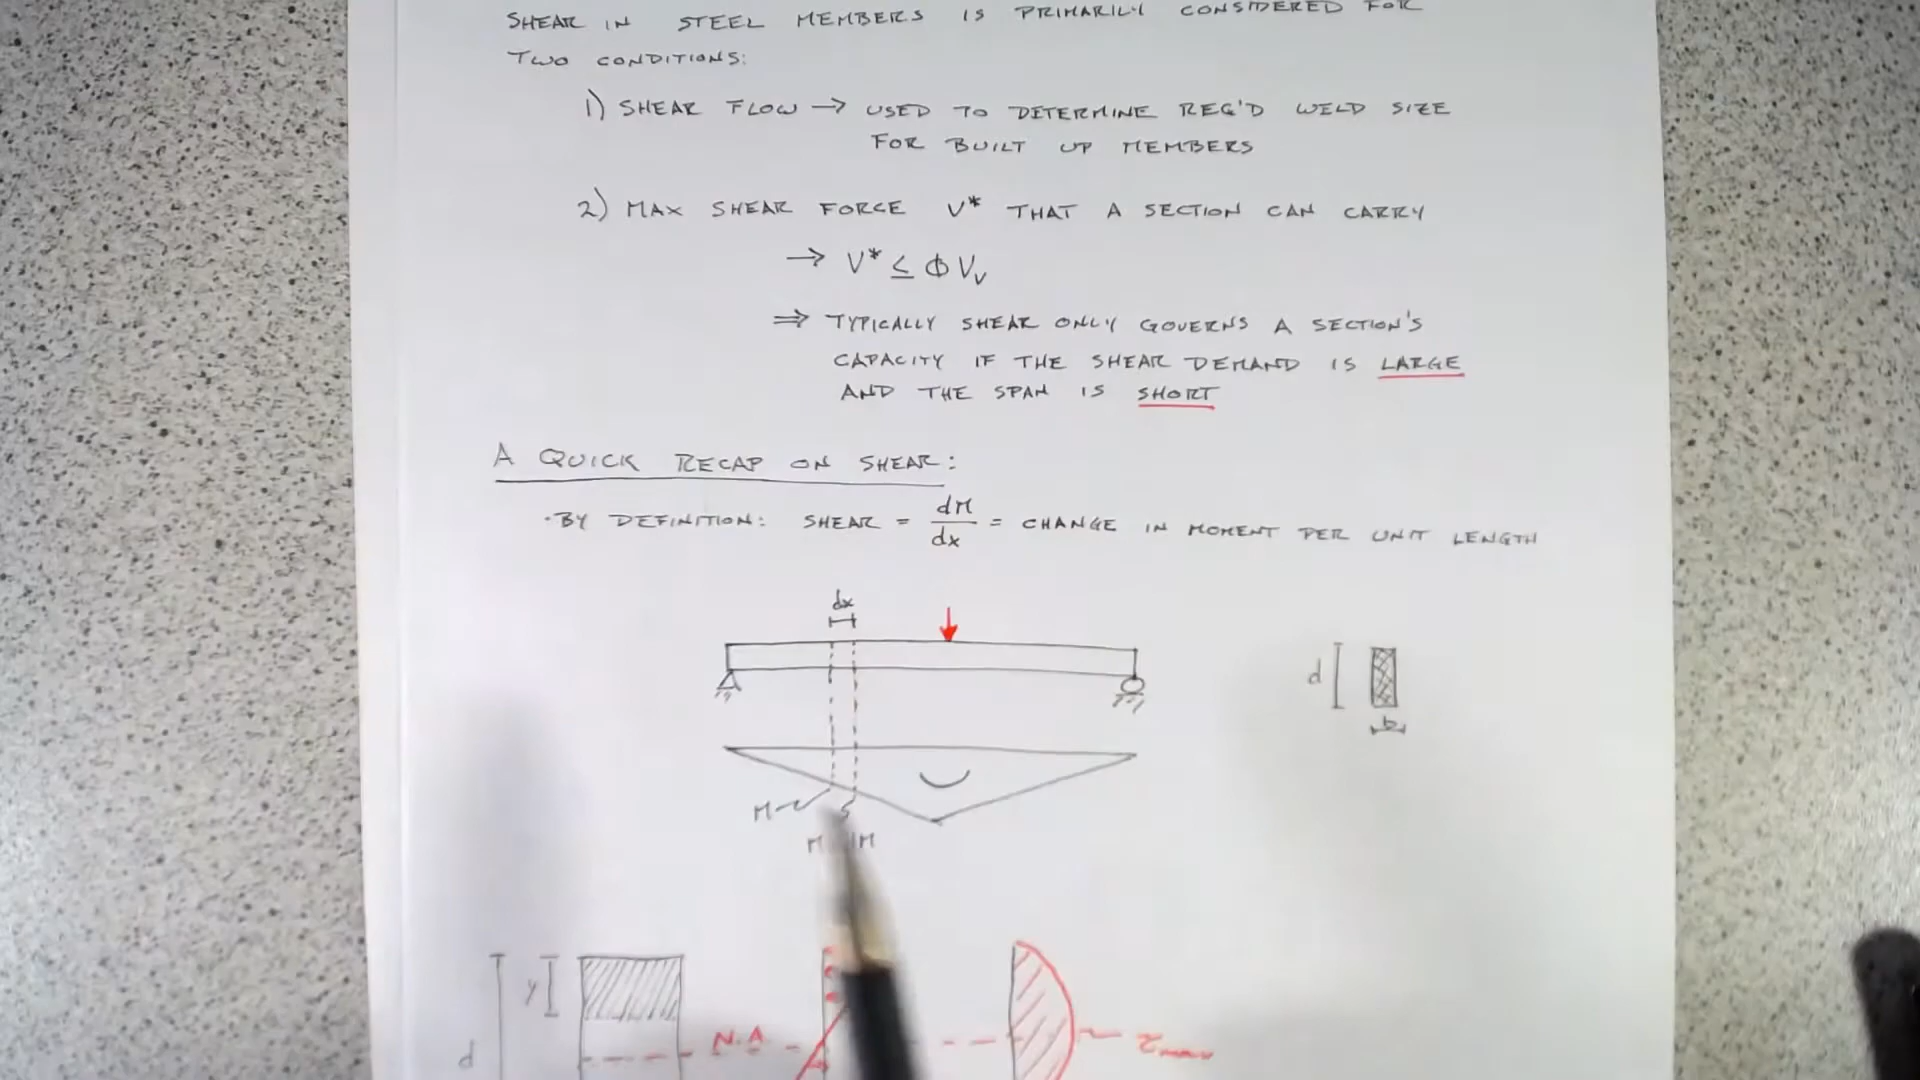 SHEAR IN STEEL MEMBERS IS PRIMARILY CONSIDERED FOR
TWO CONDITIONS:
1) SHEAR FLOW → USED TO DETERMINE REQ'D WELD SIZE
FOR BUILT UP MEMBERS
2) MAX SHEAR FORCE V* THAT A SECTION CAN CARRY
→ V* ≤ ΦVv
⇒ TYPICALLY SHEAR ONLY GOVERNS A SECTION'S
CAPACITY IF THE SHEAR DEMAND IS LARGE
AND THE SPAN IS SHORT
A QUICK RECAP ON SHEAR:
·BY DEFINITION: SHEAR = dM/dx = CHANGE IN MOMENT PER UNIT LENGTH
dx
d
b
M
M
M
y
N.A.
τmax
d